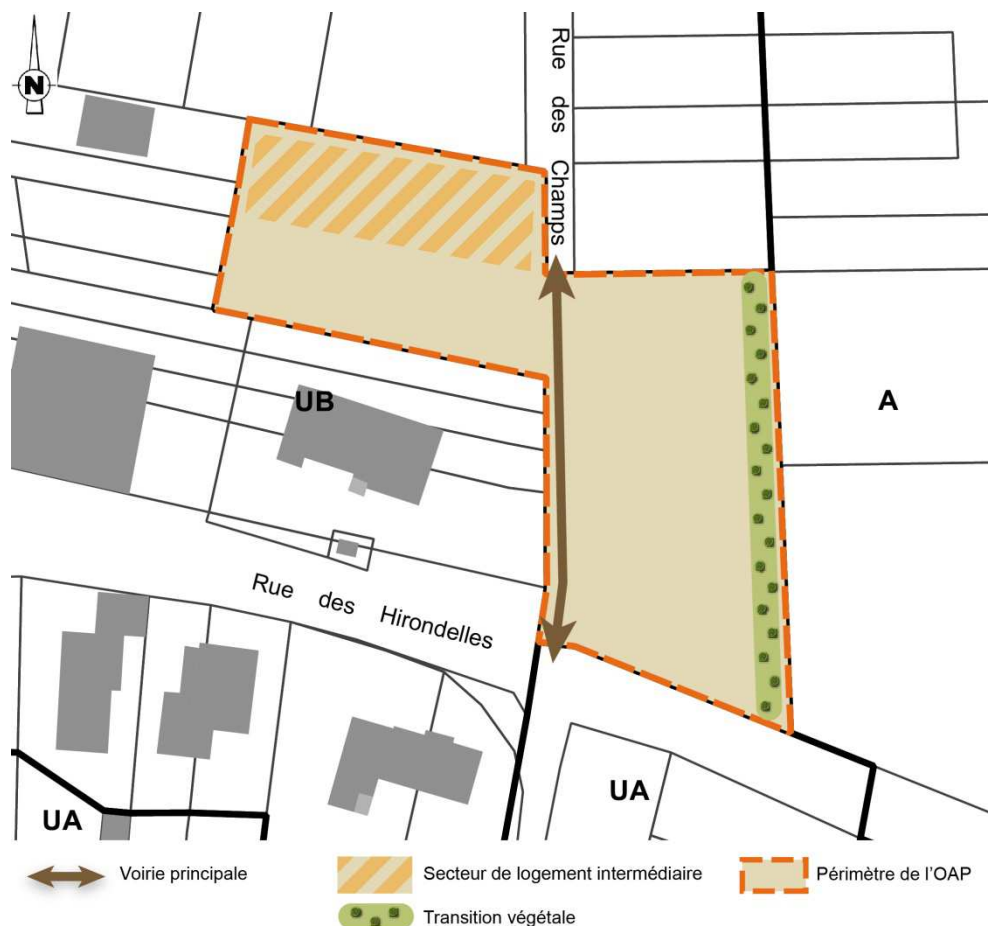 N
Rue des Champs
UB
A
Rue des Hirondelles
UA
UA
Voirie principale
Secteur de logement intermédiaire
Périmètre de l'OAP
Transition végétale